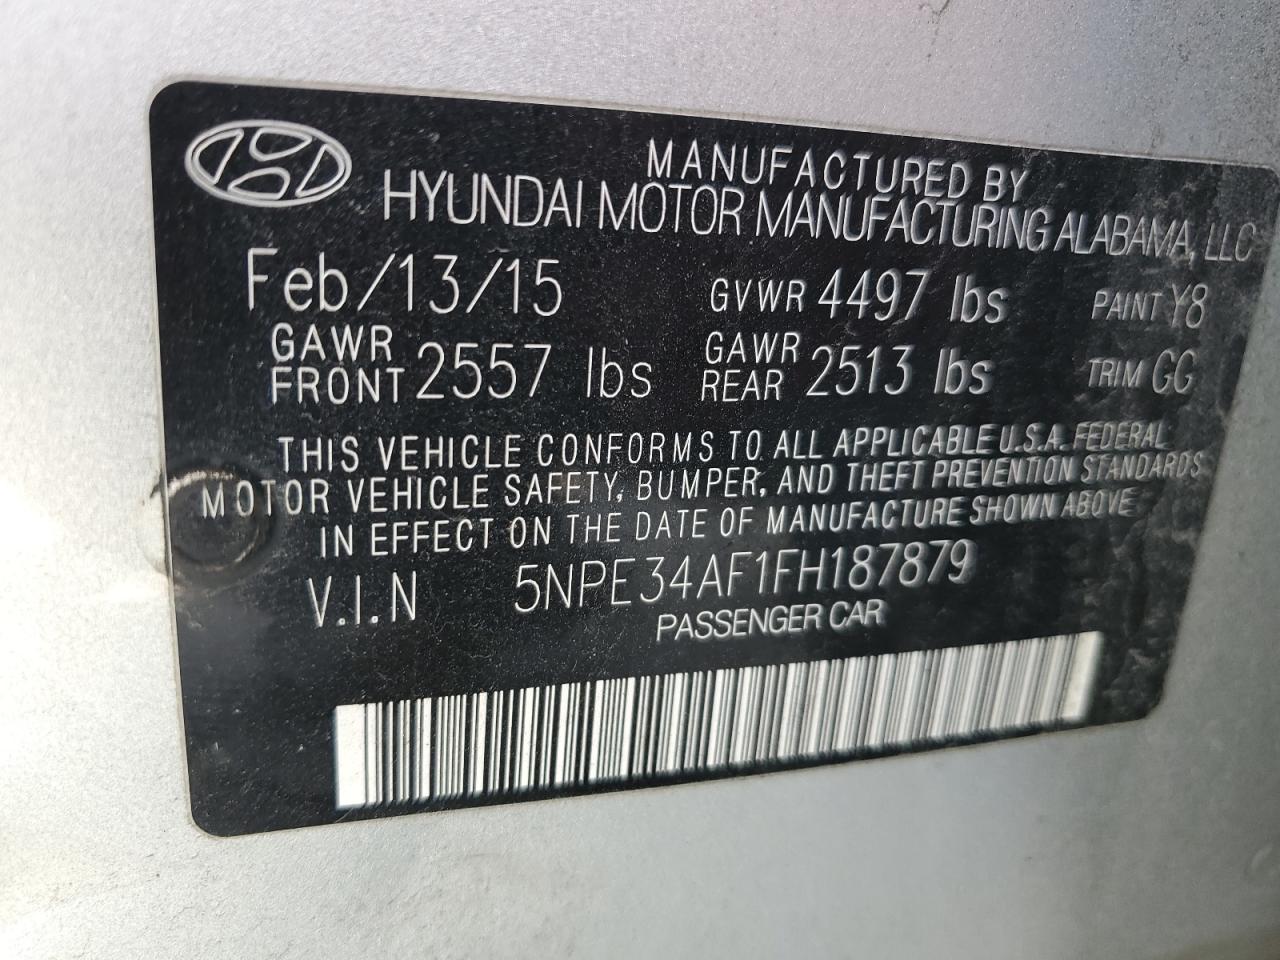 MANUFACTURED BY
HYUNDAI MOTOR MANUFACTURING ALABAMA, LLC
Feb/13/15 GVWR 4497 lbs PAINT Y8
GAWR FRONT 2557 lbs GAWR REAR 2513 lbs TRIM GG
THIS VEHICLE CONFORMS TO ALL APPLICABLE U.S.A. FEDERAL
MOTOR VEHICLE SAFETY, BUMPER, AND THEFT PREVENTION STANDARDS
IN EFFECT ON THE DATE OF MANUFACTURE SHOWN ABOVE
V.I.N 5NPE34AF1FH187879
PASSENGER CAR